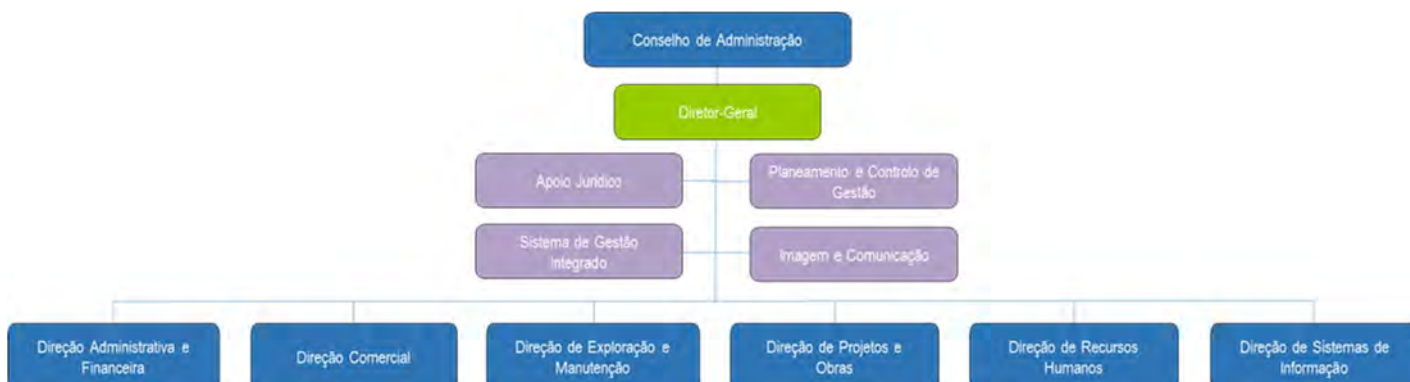 Conselho de Administração
Diretor-Geral
Apoio Jurídico
Planeamento e Controlo de
Gestão
Sistema de Gestão
Integrado
Imagem e Comunicação
Direção Administrativa e
Financeira
Direção Comercial
Direção de Exploração e
Manutenção
Direção de Projetos e
Obras
Direção de Recursos
Humanos
Direção de Sistemas de
Informação